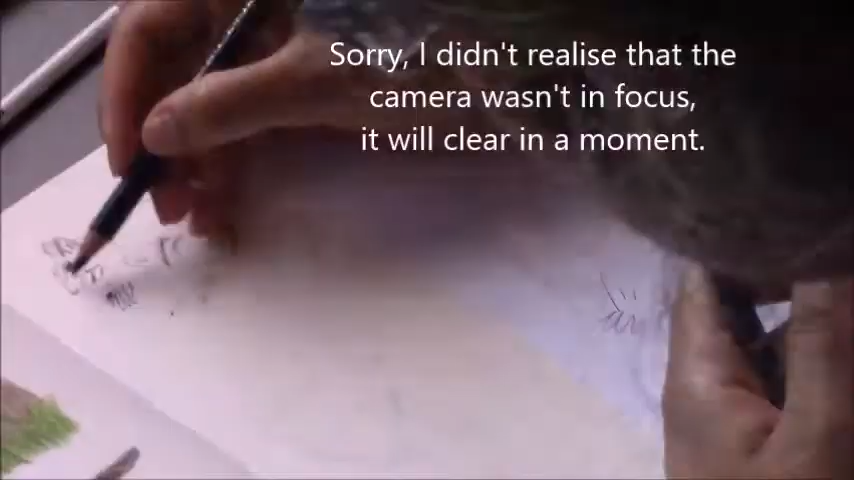 Sorry, I didn't realise that the
camera wasn't in focus,
it will clear in a moment.